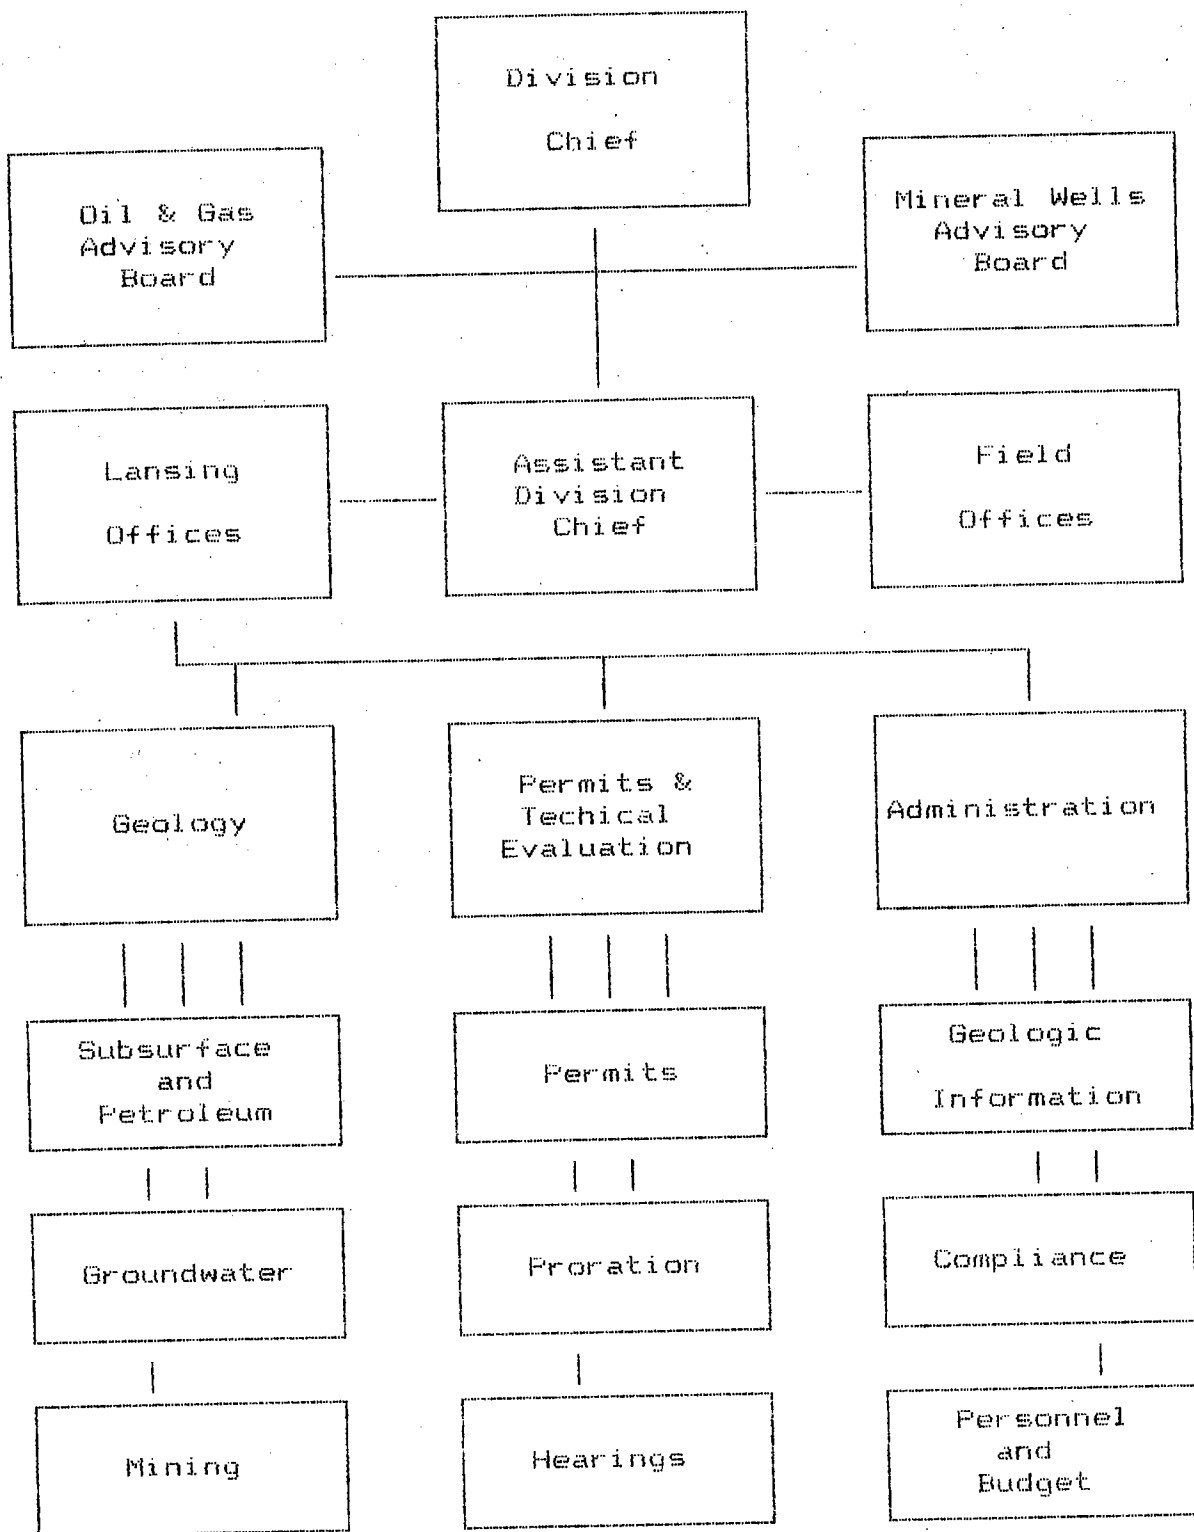 Division
Chief
Oil & Gas
Advisory
Board
Mineral Wells
Advisory
Board
Lansing
Offices
Assistant
Division
Chief
Field
Offices
Geology
Permits &
Techical
Evaluation
Administration
Subsurface
and
Petroleum
Permits
Geologic
Information
Groundwater
Proration
Compliance
Mining
Hearings
Personnel
and
Budget